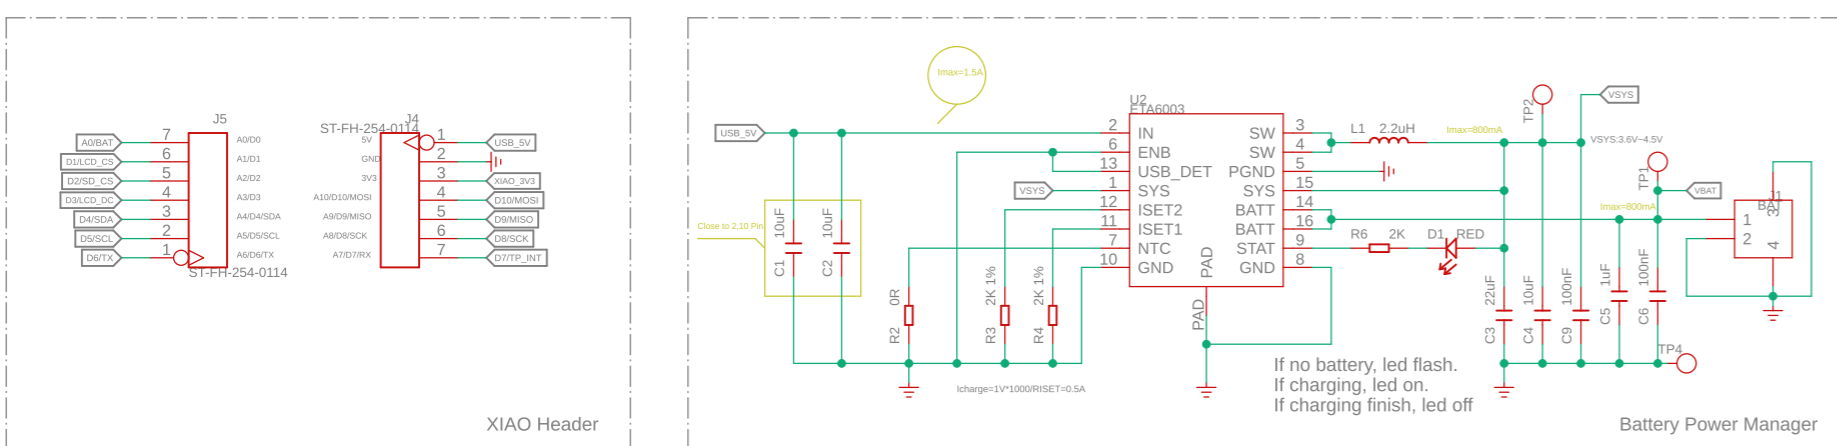 J5
A0/BAT
7
A0/D0
D1/LCD_CS
6
A1/D1
D2/SD_CS
5
A2/D2
D3/LCD_DC
4
A3/D3
D4/SDA
3
A4/D4/SDA
D5/SCL
2
A5/D5/SCL
D6/TX
1
A6/D6/TX
ST-FH-254-0114
J4
ST-FH-254-0114
5V
1
USB_5V
GND
2
3V3
3
XIAO_3V3
A10/D10/MOSI
4
D10/MOSI
A9/D9/MISO
5
D9/MISO
A8/D8/SCK
6
D8/SCK
A7/D7/RX
7
D7/TP_INT
XIAO Header
Imax=1.5A
USB_5V
Close to 2,10 Pin
10uF
C1
10uF
C2
VSYS
U2
ETA6003
2
IN
6
ENB
13
USB_DET
1
SYS
12
ISET2
11
ISET1
7
NTC
10
GND
SW
3
SW
4
PGND
5
SYS
15
BATT
14
BATT
16
STAT
9
GND
8
PAD
PAD
0R
R2
2K 1%
R3
2K 1%
R4
Icharge=1V*1000/RISET=0.5A
L1
2.2uH
Imax=800mA
TP2
VSYS
VSYS:3.6V~4.5V
TP1
VBAT
Imax=800mA
R6
2K
D1
RED
22uF
C3
10uF
C4
100nF
C9
1uF
C5
100nF
C6
TP4
J1
BAT
1
2
3
4
If no battery, led flash.
If charging, led on.
If charging finish, led off
Battery Power Manager